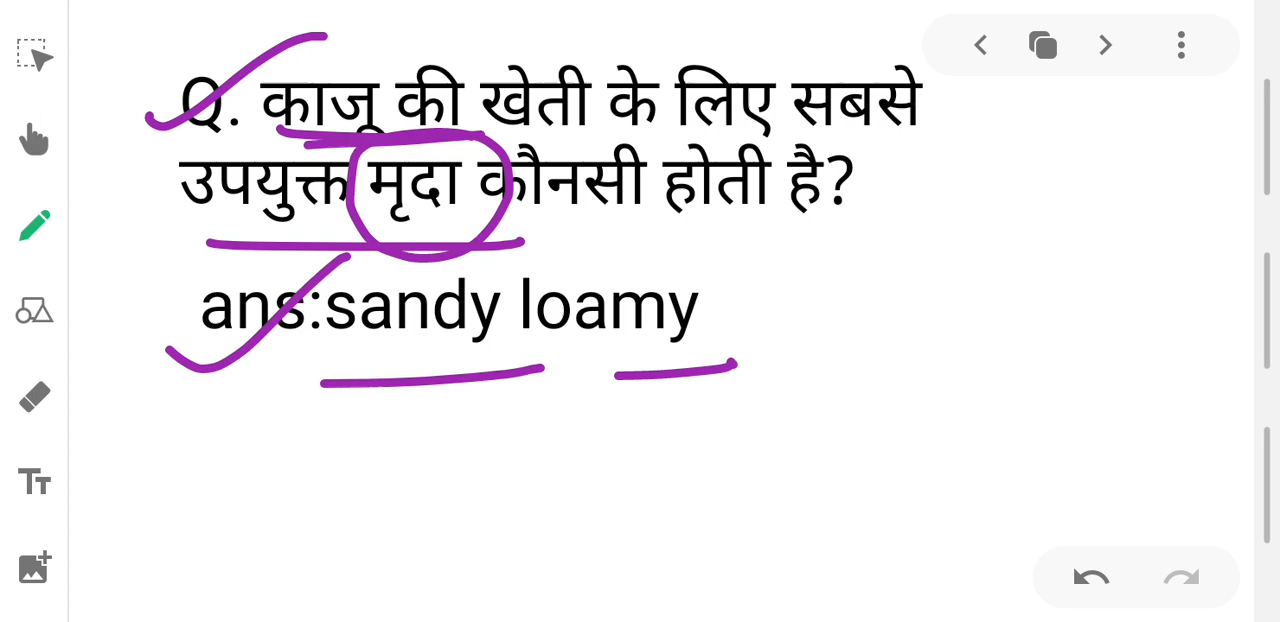 Q. काजू की खेती के लिए सबसे
उपयुक्त मृदा कौनसी होती है?
ans:sandy loamy